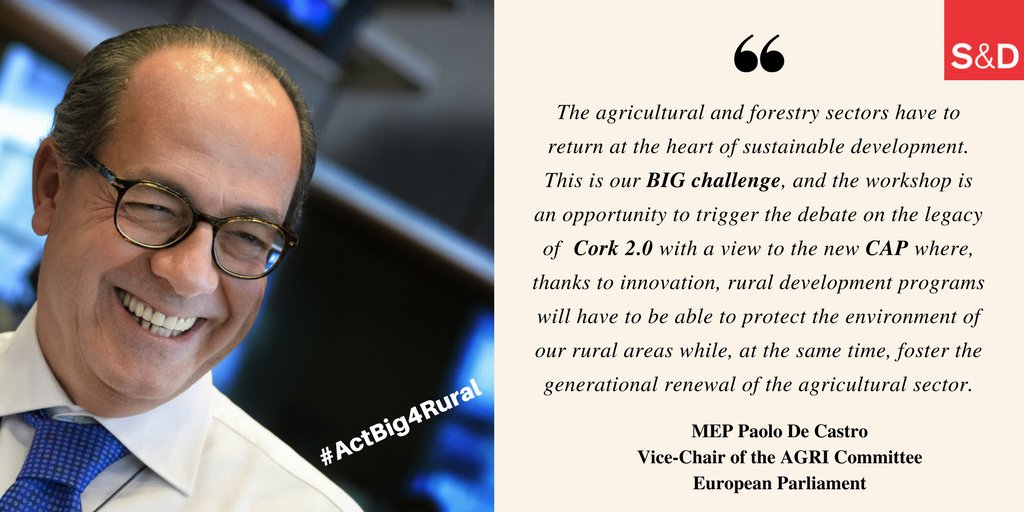 S&D
“
The agricultural and forestry sectors have to
return at the heart of sustainable development.
This is our BIG challenge, and the workshop is
an opportunity to trigger the debate on the legacy
of Cork 2.0 with a view to the new CAP where,
thanks to innovation, rural development programs
will have to be able to protect the environment of
our rural areas while, at the same time, foster the
generational renewal of the agricultural sector.
MEP Paolo De Castro
Vice-Chair of the AGRI Committee
European Parliament
#ActBig4Rural